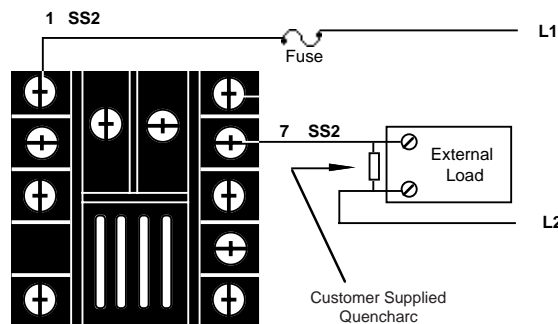 1 SS2
L1
Fuse
7 SS2
External
Load
L2
Customer Supplied
Quencharc